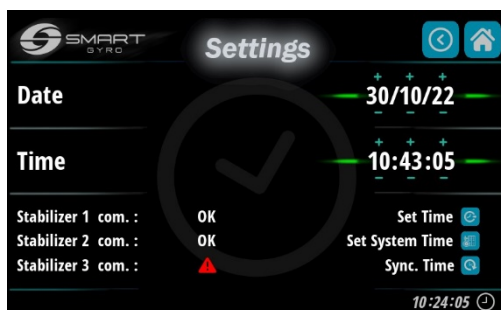 SMART
GYRO
Settings
Date
+ + +
30/10/22
- - -
Time
+ + +
10:43:05
- - -
Stabilizer 1 com. : OK
Set Time
Stabilizer 2 com. : OK
Set System Time
Stabilizer 3 com. :
Sync. Time
10:24:05